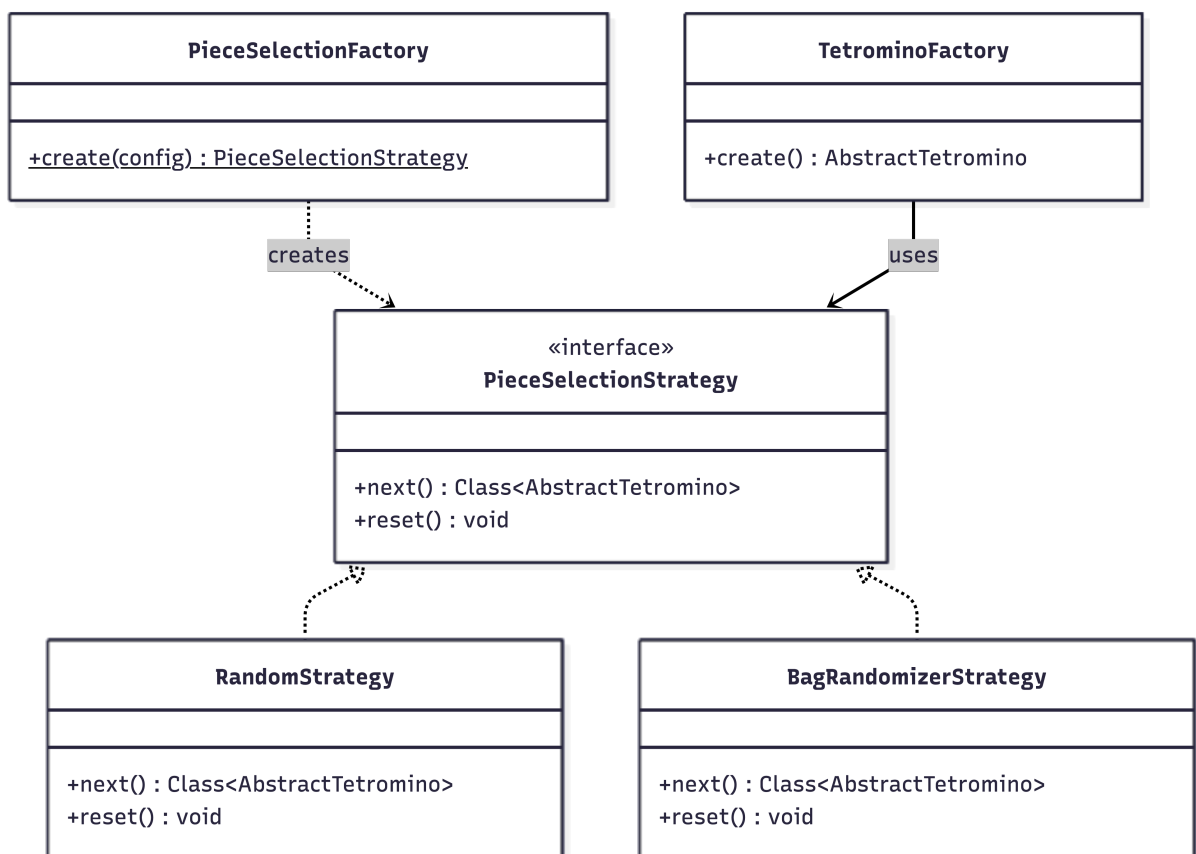 PieceSelectionFactory
+create(config) : PieceSelectionStrategy
TetrominoFactory
+create() : AbstractTetromino
creates
uses
«interface»
PieceSelectionStrategy
+next() : Class<AbstractTetromino>
+reset() : void
RandomStrategy
+next() : Class<AbstractTetromino>
+reset() : void
BagRandomizerStrategy
+next() : Class<AbstractTetromino>
+reset() : void